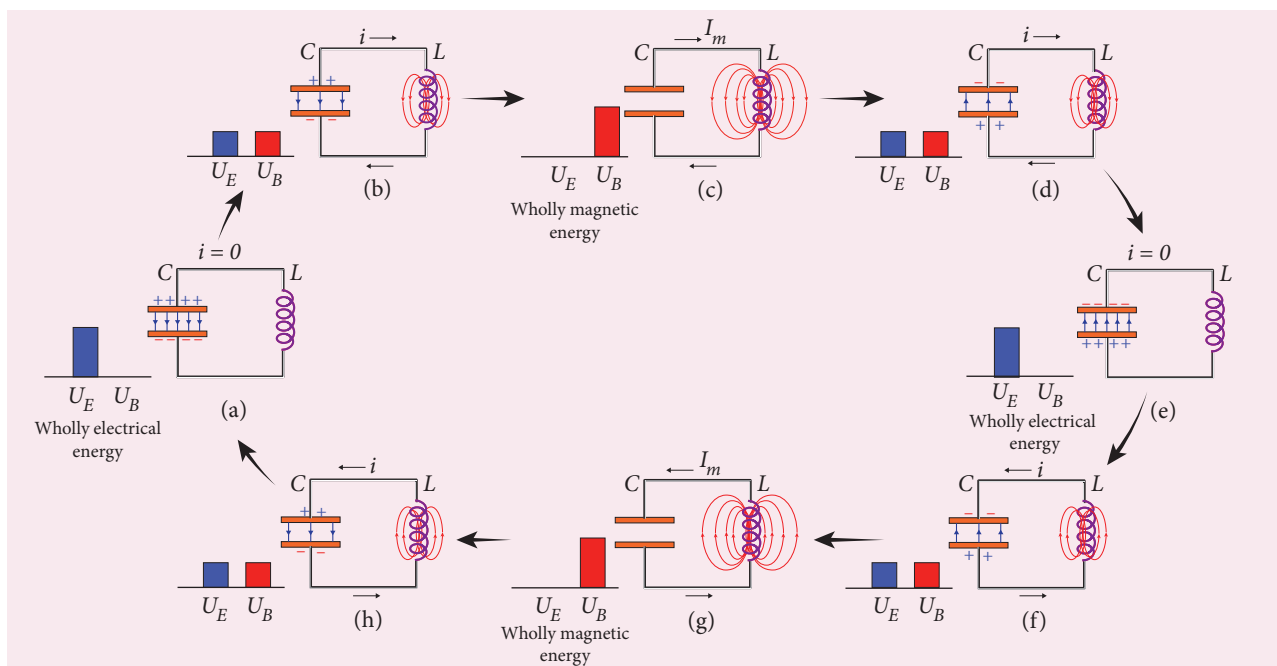 i
C L
+ +
– –
U_E U_B
(b)
I_m
C L
U_E U_B
(c)
Wholly magnetic
energy
i
C L
– –
+ +
U_E U_B
(d)
i = 0
C L
++ ++
– – – –
U_E U_B
(a)
Wholly electrical
energy
i = 0
C L
– – – –
++ ++
U_E U_B
(e)
Wholly electrical
energy
i
C L
+ +
– –
U_E U_B
(h)
I_m
C L
U_E U_B
(g)
Wholly magnetic
energy
i
C L
– –
+ +
U_E U_B
(f)